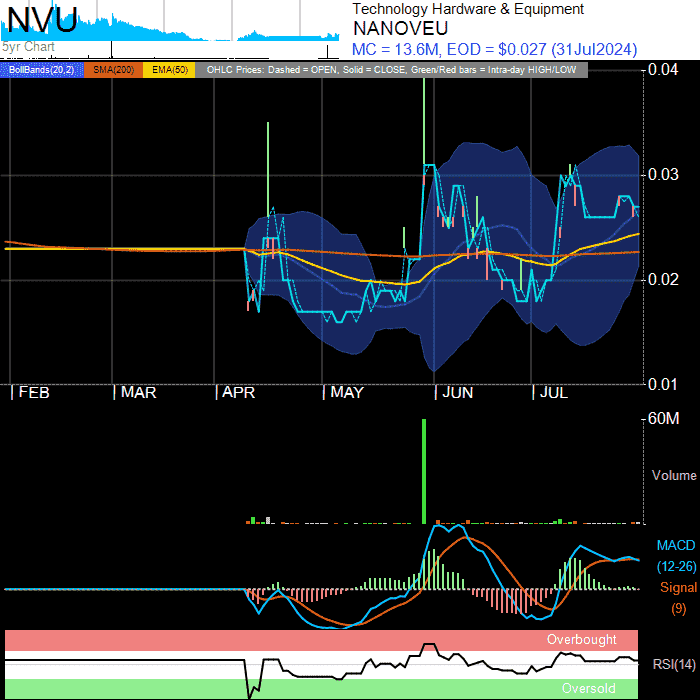 NVU
5yr Chart
Technology Hardware & Equipment
NANOVEU
MC = 13.6M, EOD = $0.027 (31Jul2024)
BollBands(20,2) SMA(200) EMA(50) OHLC Prices: Dashed = OPEN, Solid = CLOSE, Green/Red bars = Intra-day HIGH/LOW
0.04
0.03
0.02
0.01
| FEB | MAR | APR | MAY | JUN | JUL
60M
Volume
MACD
(12-26)
Signal
(9)
Overbought
RSI(14)
Oversold